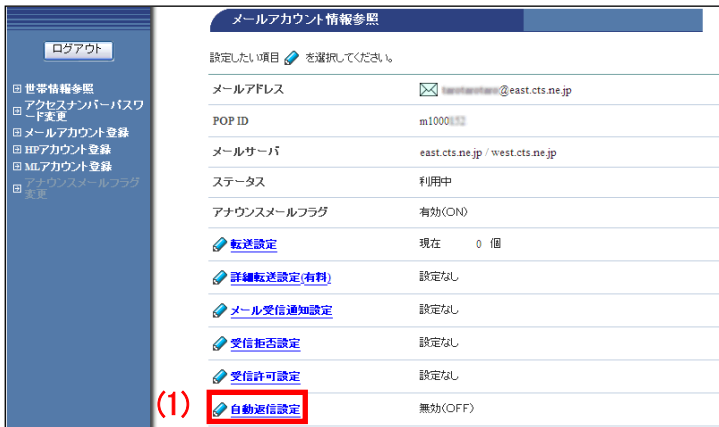 メールアカウント情報参照
ログアウト
世帯情報参照
アクセスナンバーパスワ
ード変更
メールアカウント登録
HPアカウント登録
MLアカウント登録
アナウンスメールフラグ
変更
設定したい項目 を選択してください。
メールアドレス @east.cts.ne.jp
POP ID m1000
メールサーバ east.cts.ne.jp / west.cts.ne.jp
ステータス 利用中
アナウンスメールフラグ 有効(ON)
転送設定 現在 0 個
詳細転送設定(有料) 設定なし
メール受信通知設定 設定なし
受信拒否設定 設定なし
受信許可設定 設定なし
(1) 自動返信設定 無効(OFF)